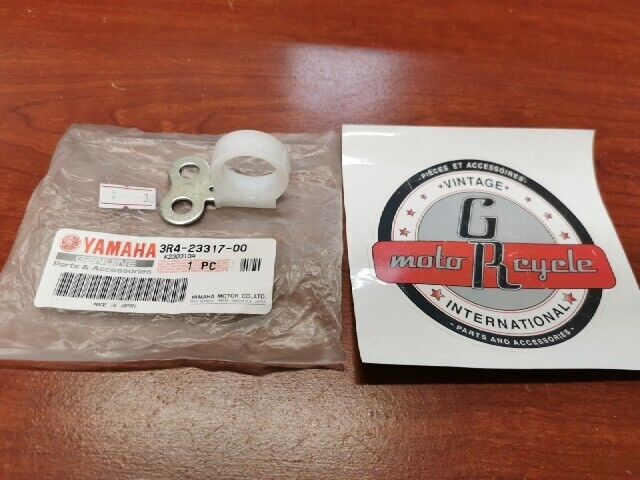 YAMAHA
GENUINE
Parts & Accessories
3R4-23317-00
1 PC
MADE IN JAPAN
YAMAHA MOTOR CO., LTD.
PIÈCES ET ACCESSOIRES
VINTAGE
G
moto R cycle
INTERNATIONAL
PARTS AND ACCESSORIES